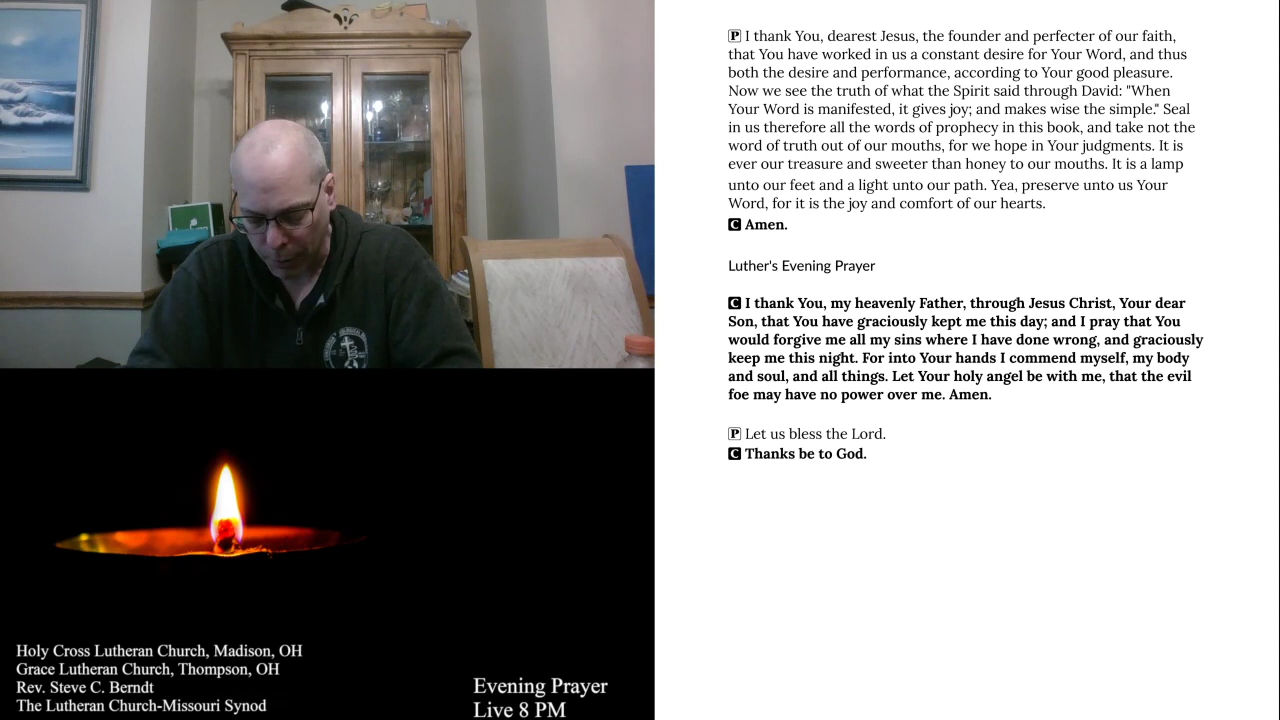 Holy Cross Lutheran Church, Madison, OH
Grace Lutheran Church, Thompson, OH
Rev. Steve C. Berndt
The Lutheran Church-Missouri Synod
Evening Prayer
Live 8 PM
P I thank You, dearest Jesus, the founder and perfecter of our faith,
that You have worked in us a constant desire for Your Word, and thus
both the desire and performance, according to Your good pleasure.
Now we see the truth of what the Spirit said through David: "When
Your Word is manifested, it gives joy; and makes wise the simple." Seal
in us therefore all the words of prophecy in this book, and take not the
word of truth out of our mouths, for we hope in Your judgments. It is
ever our treasure and sweeter than honey to our mouths. It is a lamp
unto our feet and a light unto our path. Yea, preserve unto us Your
Word, for it is the joy and comfort of our hearts.
C Amen.
Luther's Evening Prayer
C I thank You, my heavenly Father, through Jesus Christ, Your dear
Son, that You have graciously kept me this day; and I pray that You
would forgive me all my sins where I have done wrong, and graciously
keep me this night. For into Your hands I commend myself, my body
and soul, and all things. Let Your holy angel be with me, that the evil
foe may have no power over me. Amen.
P Let us bless the Lord.
C Thanks be to God.